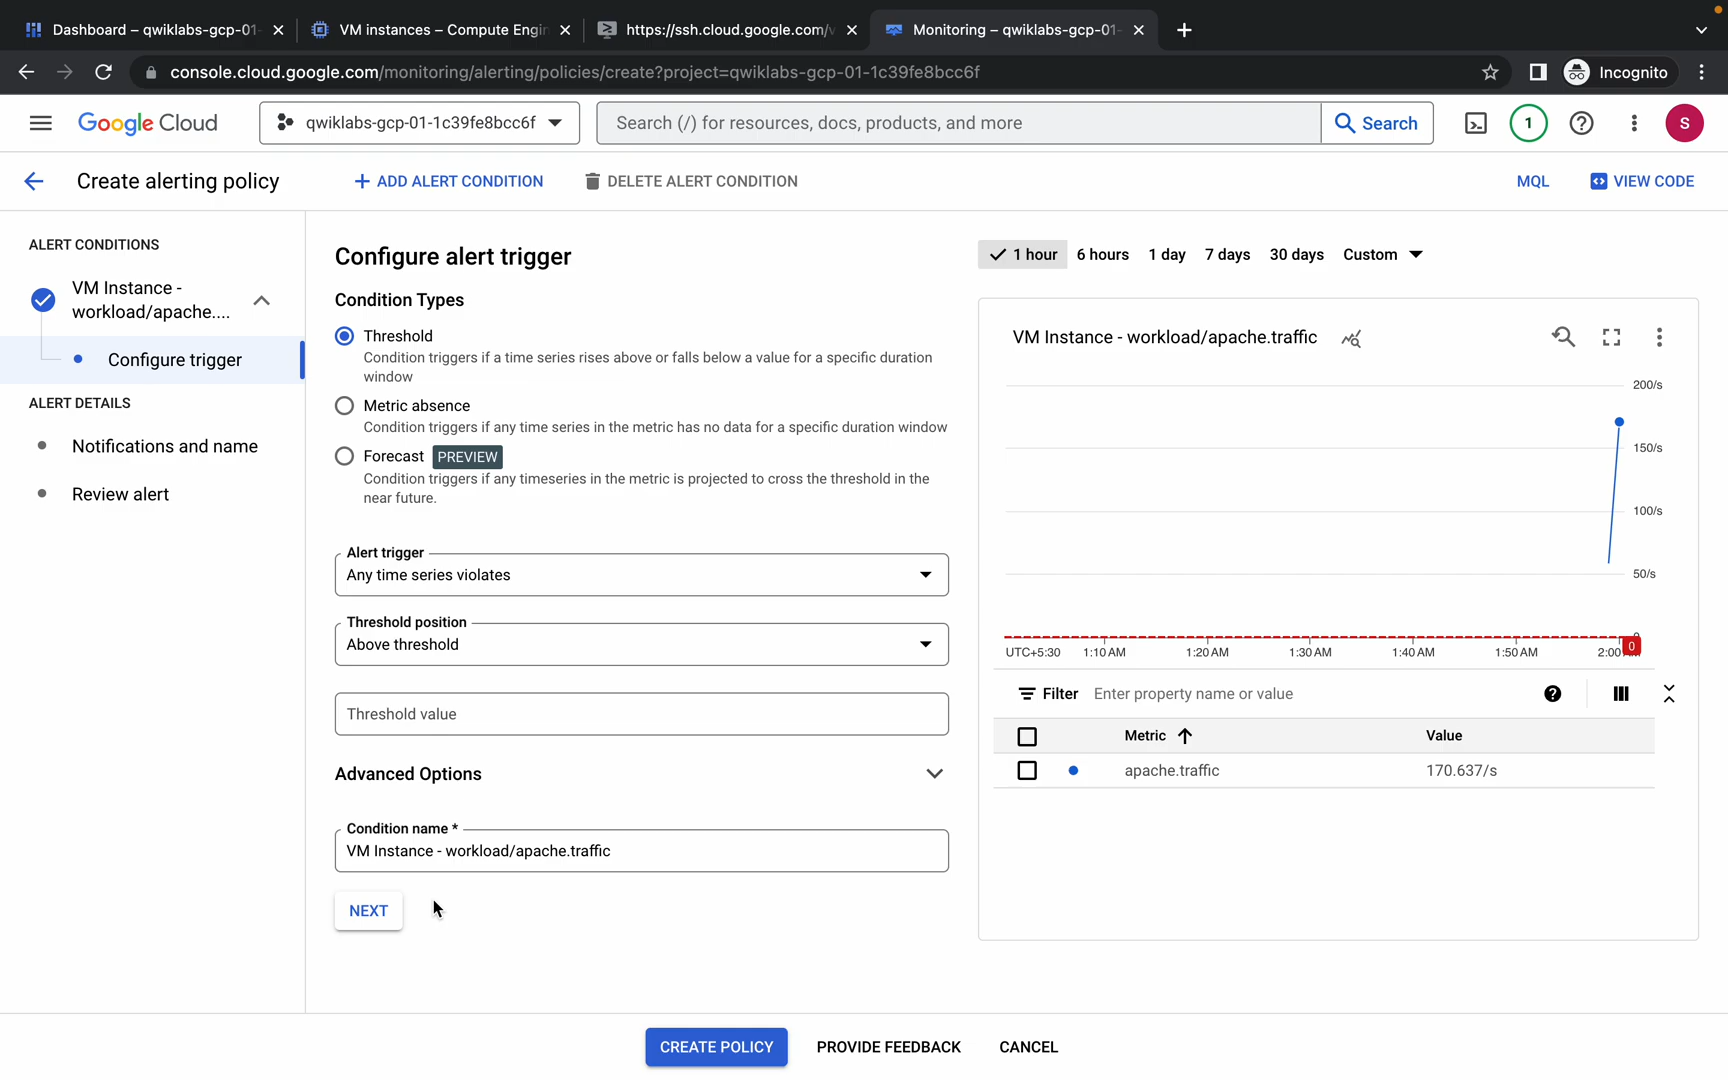 Dashboard – qwiklabs-gcp-01-
VM instances – Compute Engin
https://ssh.cloud.google.com/v
Monitoring – qwiklabs-gcp-01-
console.cloud.google.com/monitoring/alerting/policies/create?project=qwiklabs-gcp-01-1c39fe8bcc6f
Incognito
Google Cloud
qwiklabs-gcp-01-1c39fe8bcc6f
Search (/) for resources, docs, products, and more
Search
1
S
Create alerting policy
ADD ALERT CONDITION
DELETE ALERT CONDITION
MQL
VIEW CODE
ALERT CONDITIONS
VM Instance -
workload/apache....
Configure trigger
ALERT DETAILS
Notifications and name
Review alert
Configure alert trigger
Condition Types
Threshold
Condition triggers if a time series rises above or falls below a value for a specific duration
window
Metric absence
Condition triggers if any time series in the metric has no data for a specific duration window
Forecast PREVIEW
Condition triggers if any timeseries in the metric is projected to cross the threshold in the
near future.
Alert trigger
Any time series violates
Threshold position
Above threshold
Threshold value
Advanced Options
Condition name *
VM Instance - workload/apache.traffic
NEXT
1 hour
6 hours
1 day
7 days
30 days
Custom
VM Instance - workload/apache.traffic
200/s
150/s
100/s
50/s
0
UTC+5:30
1:10 AM
1:20 AM
1:30 AM
1:40 AM
1:50 AM
2:00
Filter
Enter property name or value
Metric
Value
apache.traffic
170.637/s
CREATE POLICY
PROVIDE FEEDBACK
CANCEL